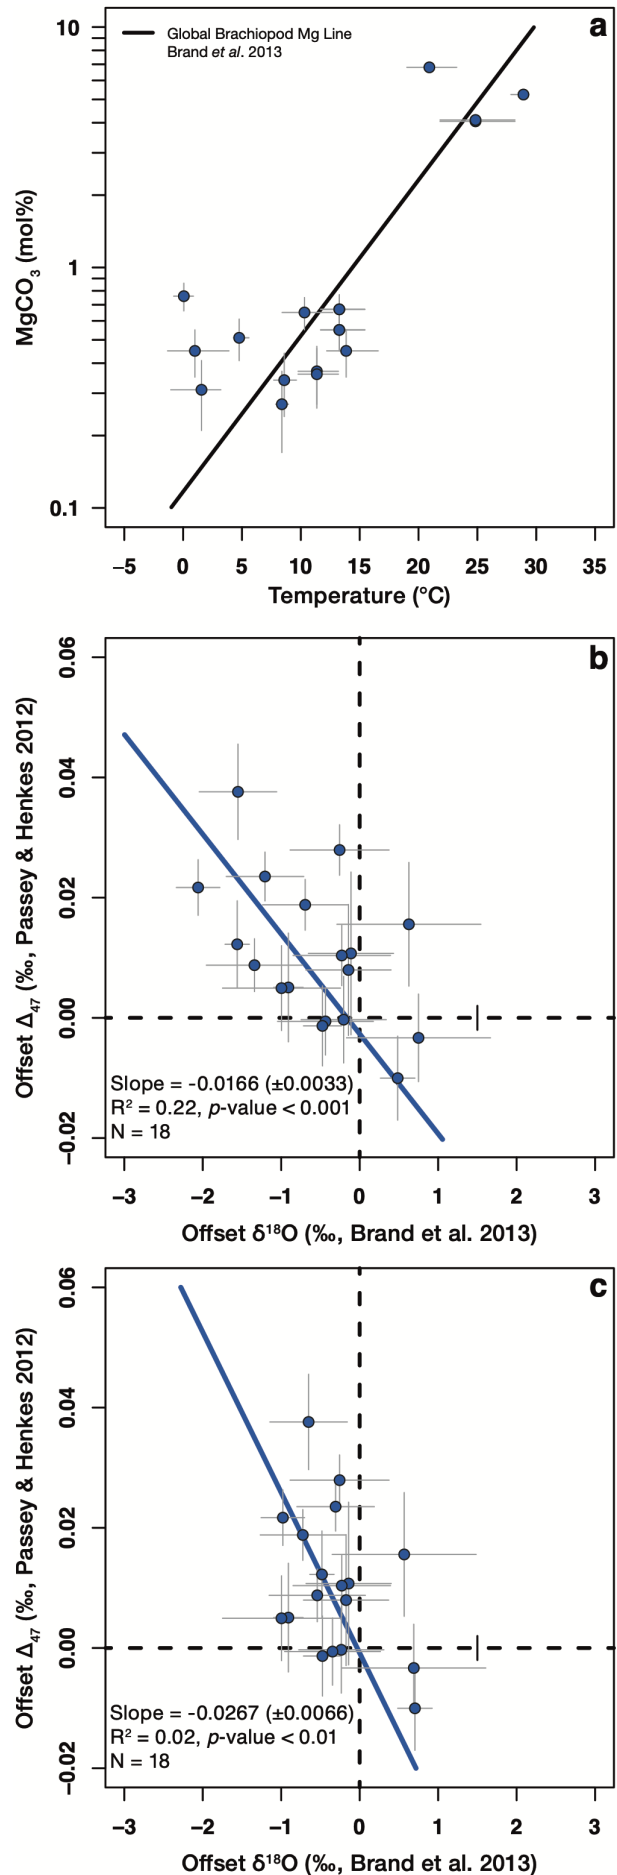 a
Global Brachiopod Mg Line
Brand et al. 2013
10
1
0.1
MgCO₃ (mol%)
−5 0 5 10 15 20 25 30 35
Temperature (°C)
b
0.06
0.04
0.02
0.00
−0.02
Offset Δ₄₇ (‰, Passey & Henkes 2012)
Slope = -0.0166 (±0.0033)
R² = 0.22, p-value < 0.001
N = 18
−3 −2 −1 0 1 2 3
Offset δ¹⁸O (‰, Brand et al. 2013)
c
0.06
0.04
0.02
0.00
−0.02
Offset Δ₄₇ (‰, Passey & Henkes 2012)
Slope = -0.0267 (±0.0066)
R² = 0.02, p-value < 0.01
N = 18
−3 −2 −1 0 1 2 3
Offset δ¹⁸O (‰, Brand et al. 2013)